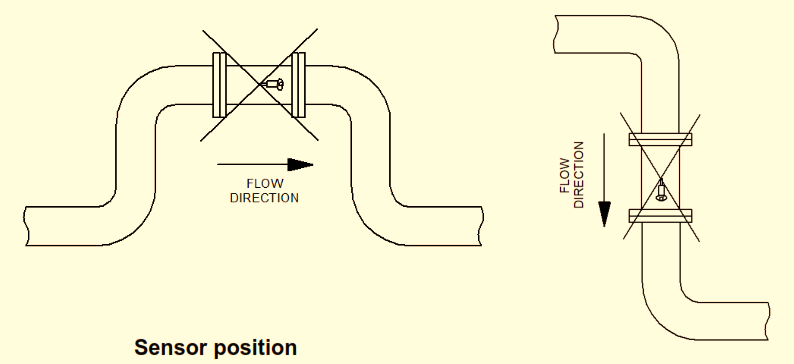 FLOW
DIRECTION
FLOW
DIRECTION
Sensor position